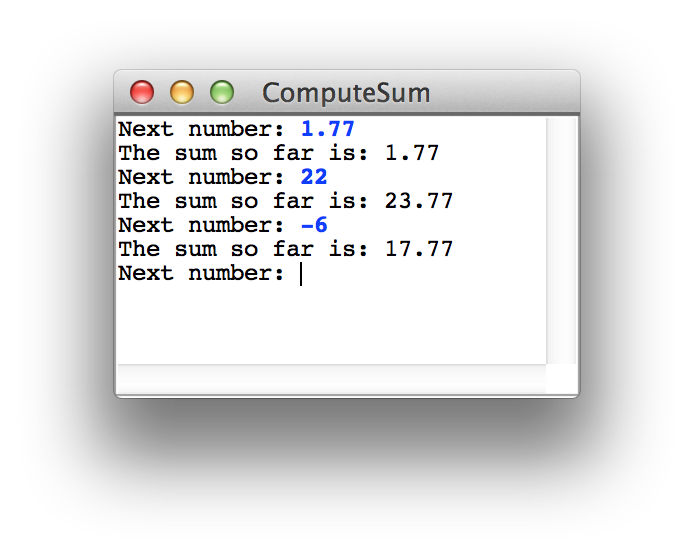 ComputeSum
Next number: 1.77
The sum so far is: 1.77
Next number: 22
The sum so far is: 23.77
Next number: -6
The sum so far is: 17.77
Next number: